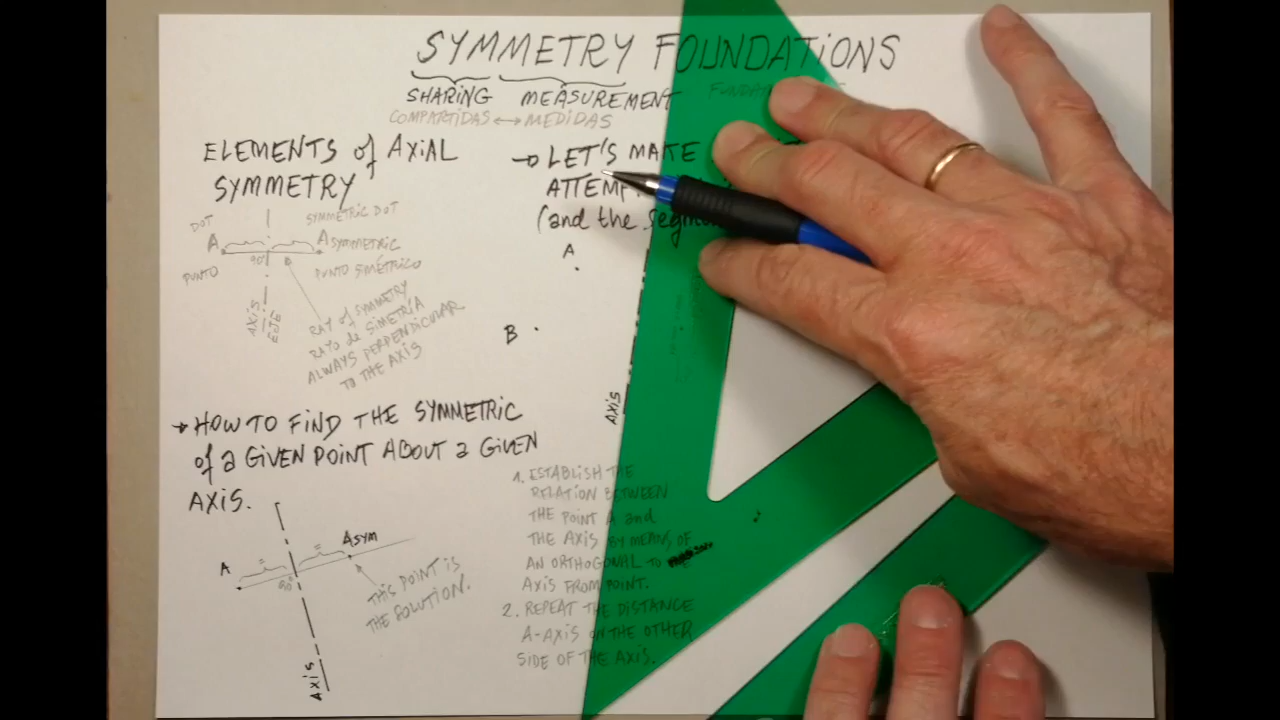 SYMMETRY FOUNDATIONS
SHARING MEASUREMENT
COMPARTIDAS ↔ MEDIDAS
ELEMENTS of AXIAL
SYMMETRY
DOT
SYMMETRIC DOT
A
A SYMMETRIC
90°
PUNTO
PUNTO SIMÉTRICO
AXIS
EJE
RAY of SYMMETRY
RAYO de SIMETRÍA
ALWAYS PERPENDICULAR
TO THE AXIS
→ HOW TO FIND THE SYMMETRIC
of a GIVEN POINT ABOUT a GIVEN
AXIS.
A
=
=
ASYM
90°
THIS POINT IS
THE SOLUTION.
AXIS
→ LET'S MAKE
(and the
A
B
AXIS
1. ESTABLISH THE
RELATION BETWEEN
THE POINT A and
THE AXIS BY MEANS OF
AN ORTHOGONAL TO
AXIS FROM POINT.
2. REPEAT THE DISTANCE
A-AXIS ON THE OTHER
SIDE OF THE AXIS.